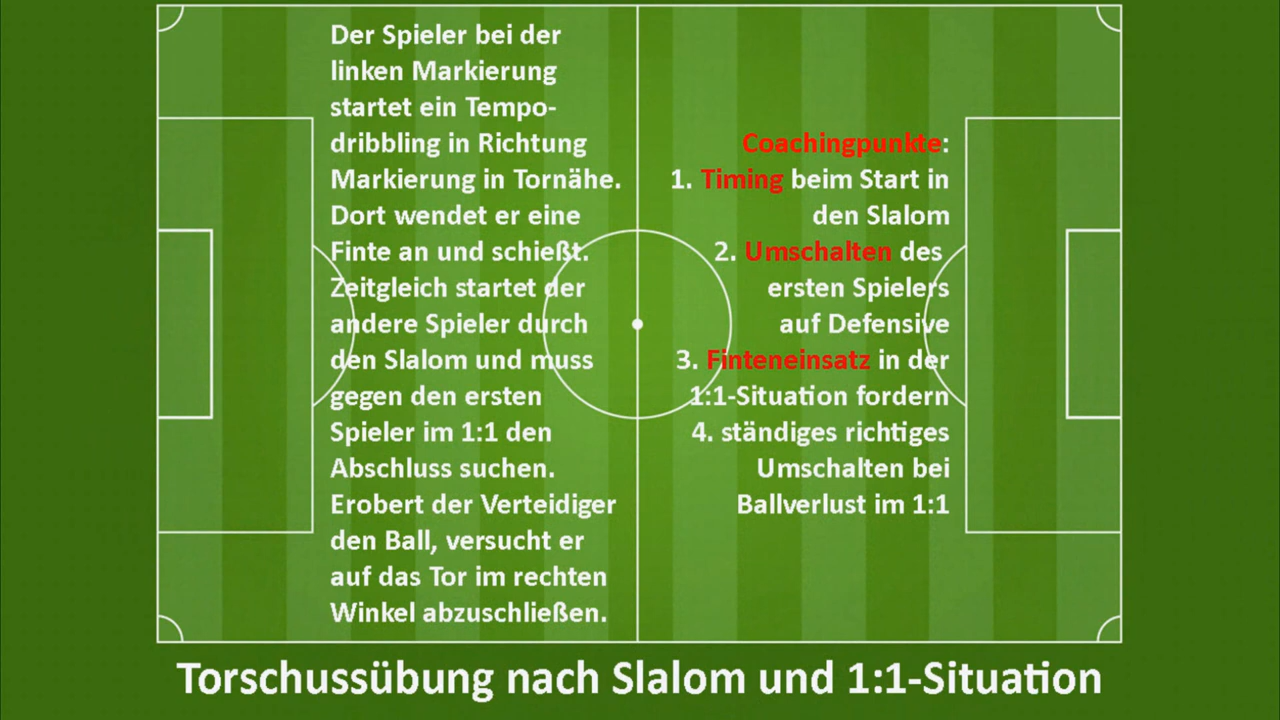 Der Spieler bei der
linken Markierung
startet ein Tempo-
dribbling in Richtung
Markierung in Tornähe.
Dort wendet er eine
Finte an und schießt.
Zeitgleich startet der
andere Spieler durch
den Slalom und muss
gegen den ersten
Spieler im 1:1 den
Abschluss suchen.
Erobert der Verteidiger
den Ball, versucht er
auf das Tor im rechten
Winkel abzuschließen.
Coachingpunkte:
1. Timing beim Start in
den Slalom
2. Umschalten des
ersten Spielers
auf Defensive
3. Finteneinsatz in der
1:1-Situation fordern
4. ständiges richtiges
Umschalten bei
Ballverlust im 1:1
Torschussübung nach Slalom und 1:1-Situation